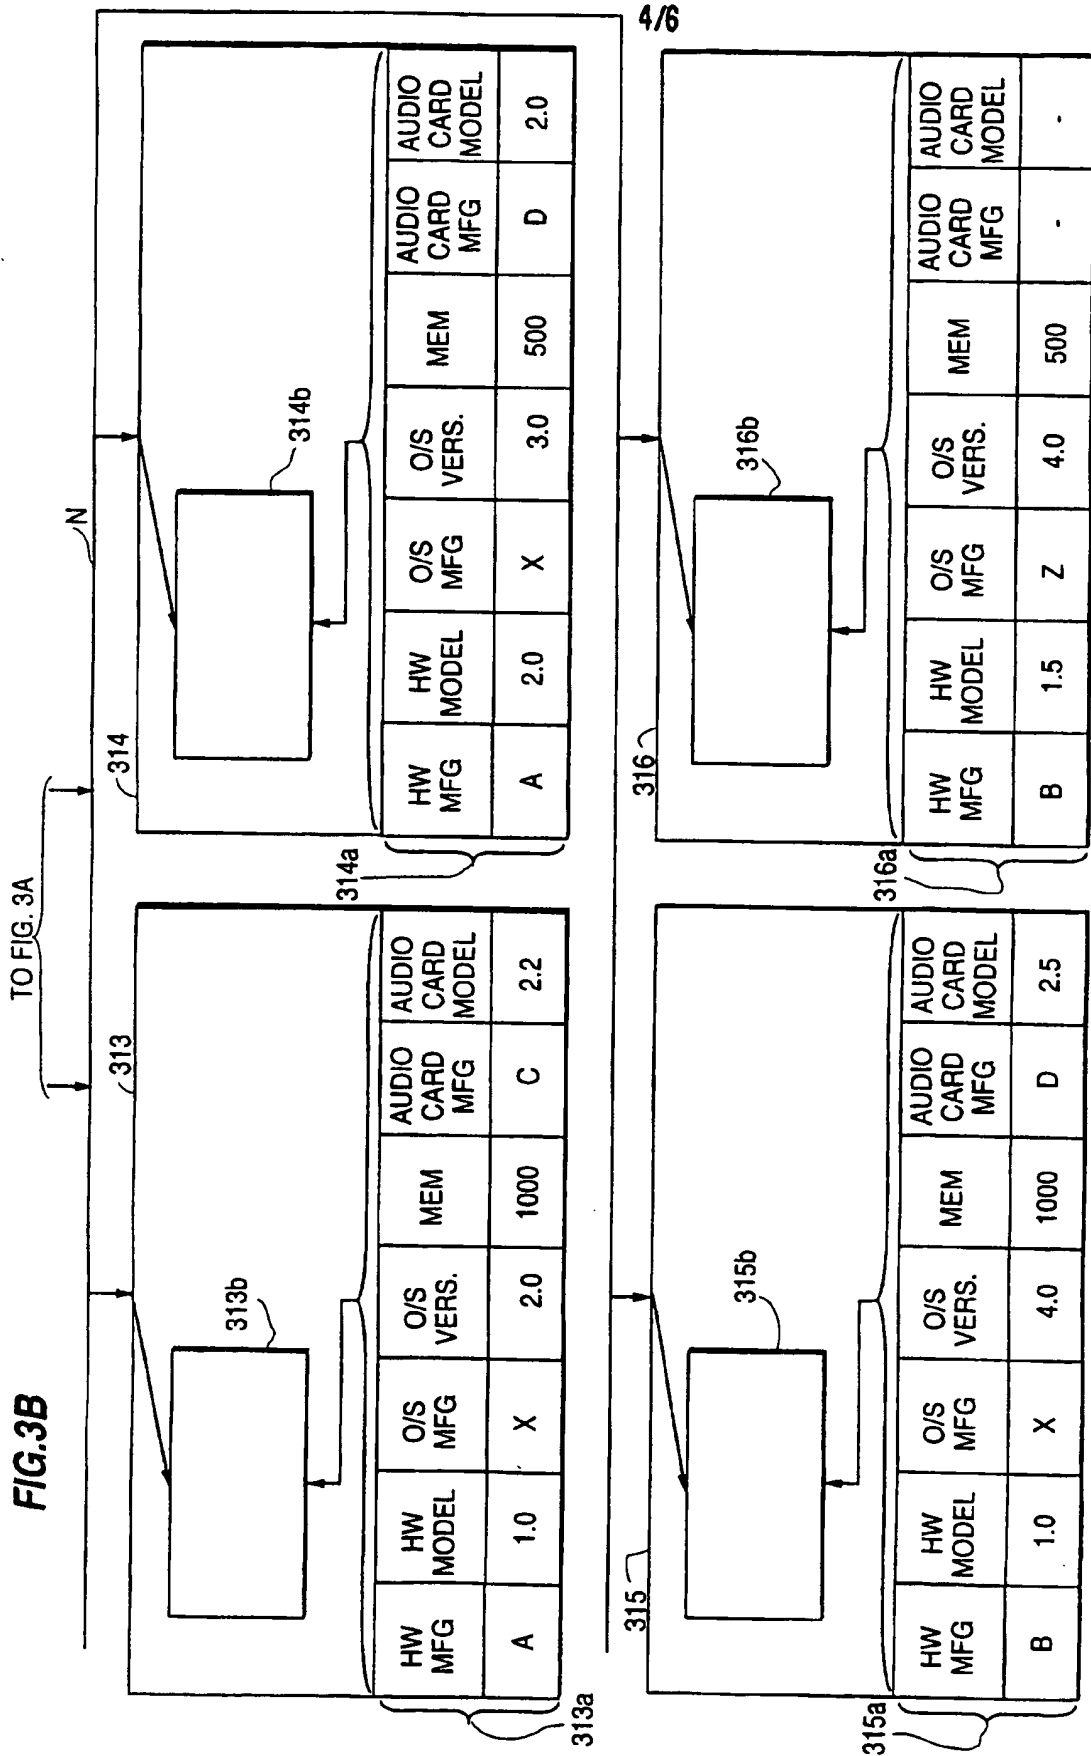 4/6
FIG.3B
TO FIG. 3A
N
313
313b
HW MFG | HW MODEL | O/S MFG | O/S VERS. | MEM | AUDIO CARD MFG | AUDIO CARD MODEL
A | 1.0 | X | 2.0 | 1000 | C | 2.2
313a
314
314b
HW MFG | HW MODEL | O/S MFG | O/S VERS. | MEM | AUDIO CARD MFG | AUDIO CARD MODEL
A | 2.0 | X | 3.0 | 500 | D | 2.0
314a
315
315b
HW MFG | HW MODEL | O/S MFG | O/S VERS. | MEM | AUDIO CARD MFG | AUDIO CARD MODEL
B | 1.0 | X | 4.0 | 1000 | D | 2.5
315a
316
316b
HW MFG | HW MODEL | O/S MFG | O/S VERS. | MEM | AUDIO CARD MFG | AUDIO CARD MODEL
B | 1.5 | Z | 4.0 | 500 | - | -
316a